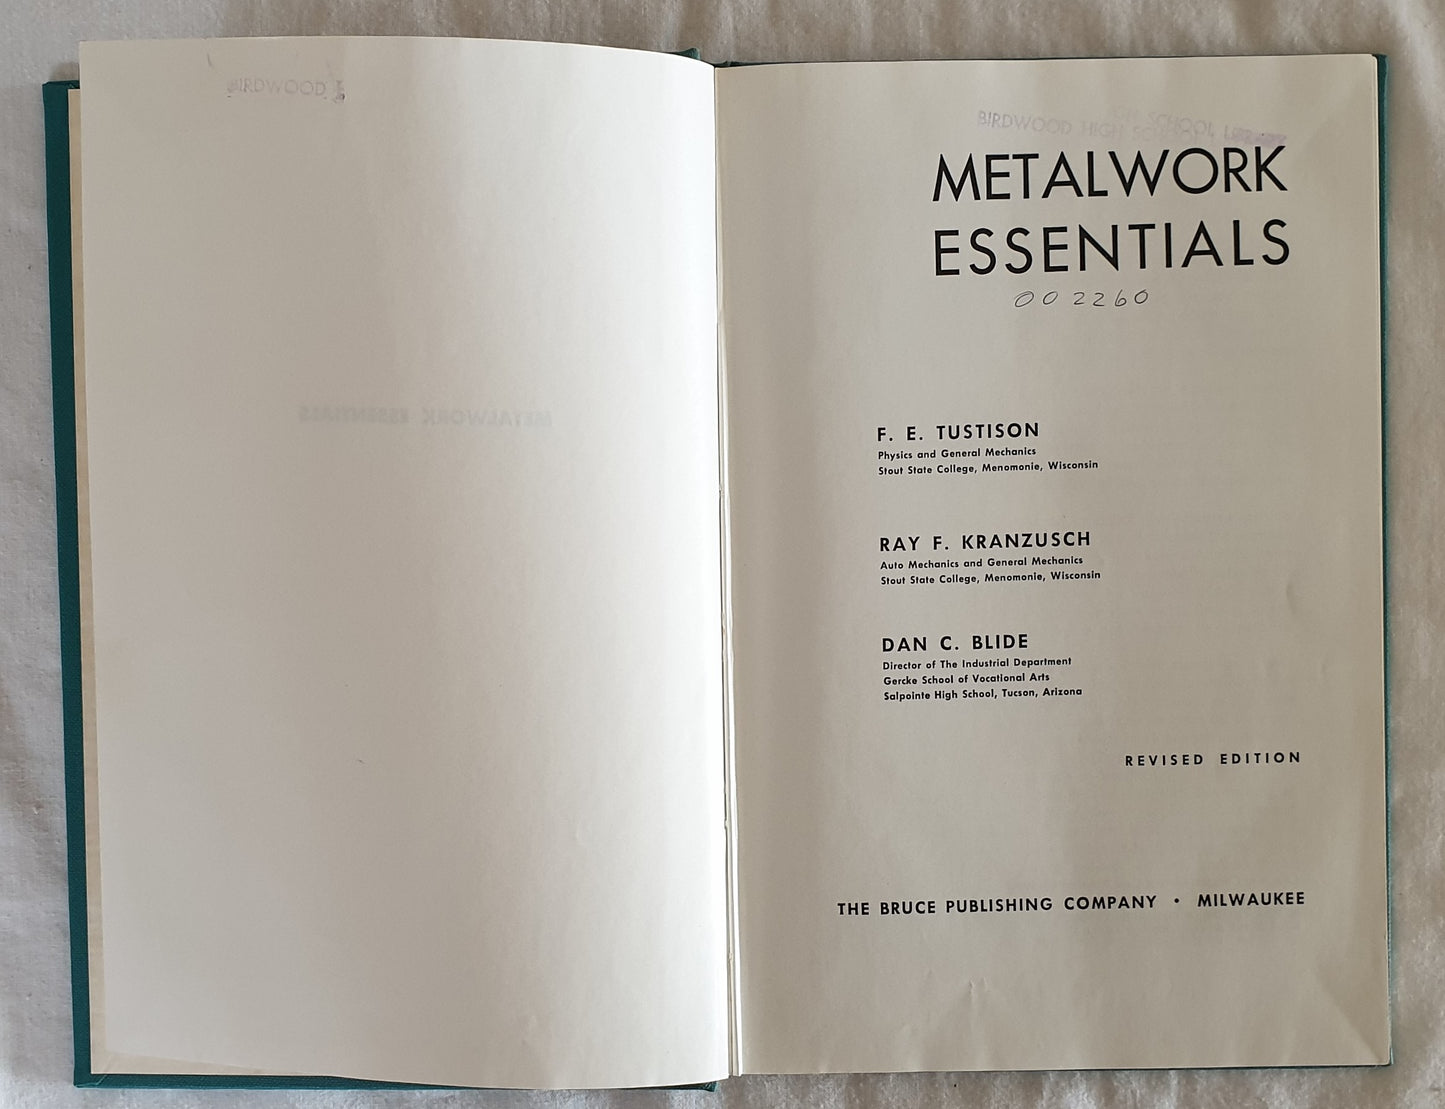 BIRDWOOD
METALWORK ESSENTIALS
BIRDWOOD HIGH
SCHOOL
METALWORK
ESSENTIALS
002260
F. E. TUSTISON
Physics and General Mechanics
Stout State College, Menomonie, Wisconsin
RAY F. KRANZUSCH
Auto Mechanics and General Mechanics
Stout State College, Menomonie, Wisconsin
DAN C. BLIDE
Director of The Industrial Department
Gercke School of Vocational Arts
Salpointe High School, Tucson, Arizona
REVISED EDITION
THE BRUCE PUBLISHING COMPANY • MILWAUKEE